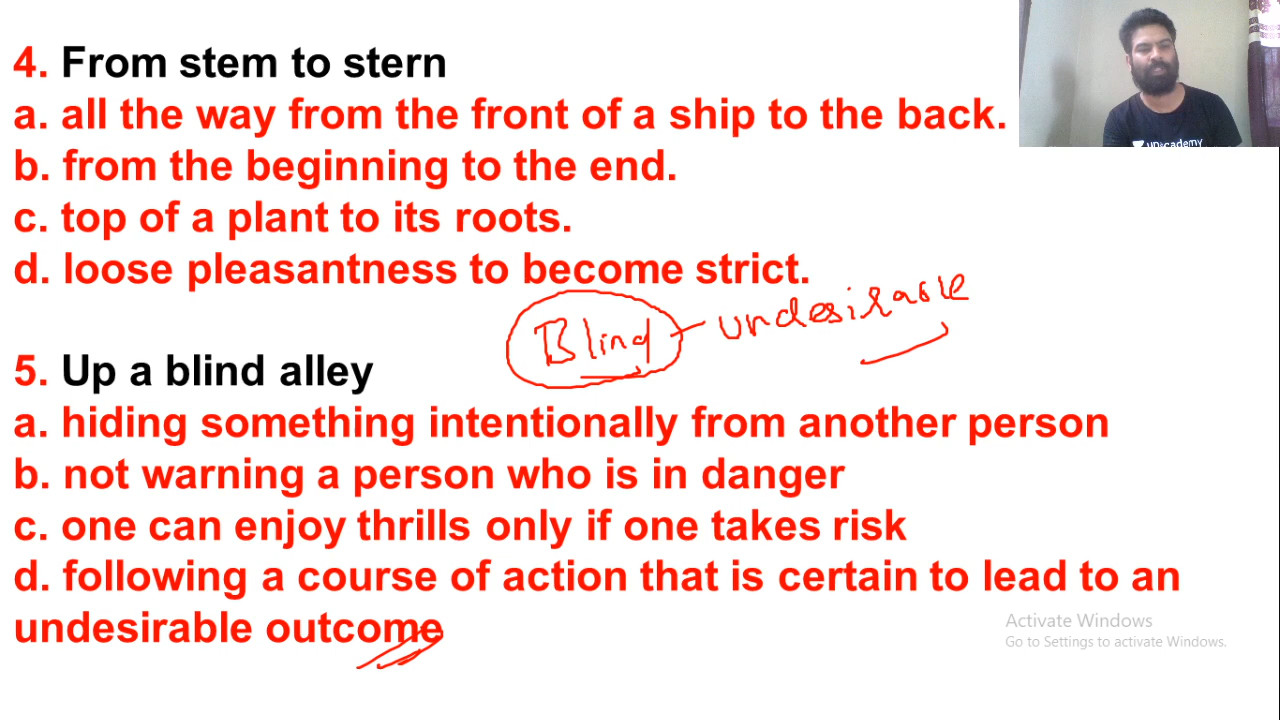 4. From stem to stern
a. all the way from the front of a ship to the back.
unacademy
b. from the beginning to the end.
c. top of a plant to its roots.
d. loose pleasantness to become strict.
Blind - undesirable
5. Up a blind alley
a. hiding something intentionally from another person
b. not warning a person who is in danger
c. one can enjoy thrills only if one takes risk
d. following a course of action that is certain to lead to an
undesirable outcome
Activate Windows
Go to Settings to activate Windows.